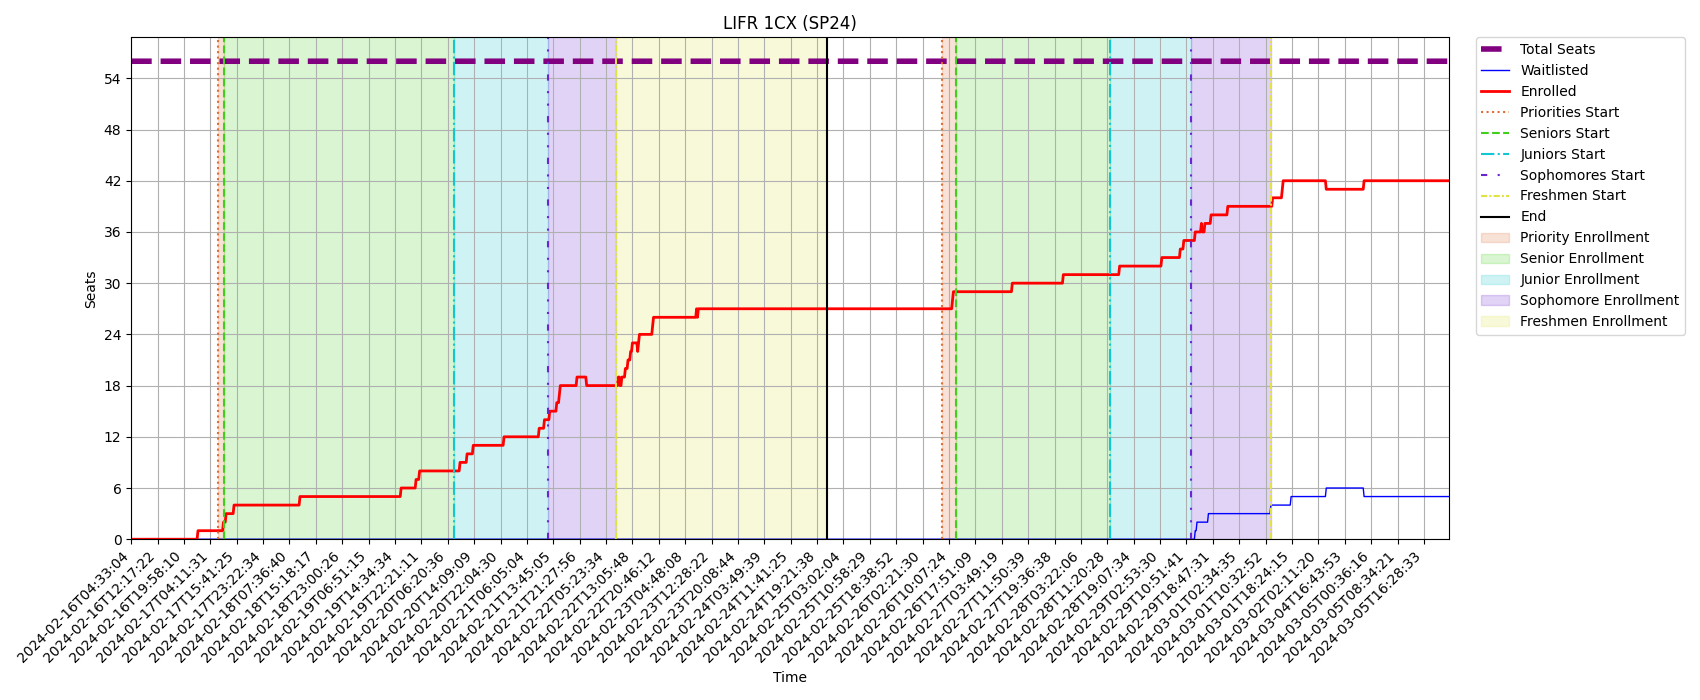 LIFR 1CX (SP24)
Seats
54
48
42
36
30
24
18
12
6
0
2024-02-16T04:33:04
2024-02-16T12:17:22
2024-02-16T19:58:10
2024-02-17T04:11:31
2024-02-17T15:41:25
2024-02-17T23:22:34
2024-02-18T07:36:40
2024-02-18T15:18:17
2024-02-18T23:00:26
2024-02-19T06:51:15
2024-02-19T14:34:34
2024-02-19T22:21:11
2024-02-20T06:20:36
2024-02-20T14:09:09
2024-02-20T22:04:30
2024-02-21T06:05:04
2024-02-21T13:45:05
2024-02-21T21:27:56
2024-02-22T05:23:34
2024-02-22T13:05:48
2024-02-22T20:46:12
2024-02-23T04:48:08
2024-02-23T12:28:22
2024-02-23T20:08:44
2024-02-24T03:49:39
2024-02-24T11:41:25
2024-02-24T19:21:38
2024-02-25T03:02:04
2024-02-25T10:58:29
2024-02-25T18:38:52
2024-02-26T02:21:30
2024-02-26T10:07:24
2024-02-26T17:51:09
2024-02-27T03:49:19
2024-02-27T11:50:39
2024-02-27T19:36:38
2024-02-28T03:22:06
2024-02-28T11:20:28
2024-02-28T19:07:34
2024-02-29T02:53:30
2024-02-29T10:51:41
2024-02-29T18:47:31
2024-03-01T02:34:35
2024-03-01T10:32:52
2024-03-01T18:24:15
2024-03-02T02:11:20
2024-03-04T16:43:53
2024-03-05T00:36:16
2024-03-05T08:34:21
2024-03-05T16:28:33
Time
Total Seats
Waitlisted
Enrolled
Priorities Start
Seniors Start
Juniors Start
Sophomores Start
Freshmen Start
End
Priority Enrollment
Senior Enrollment
Junior Enrollment
Sophomore Enrollment
Freshmen Enrollment